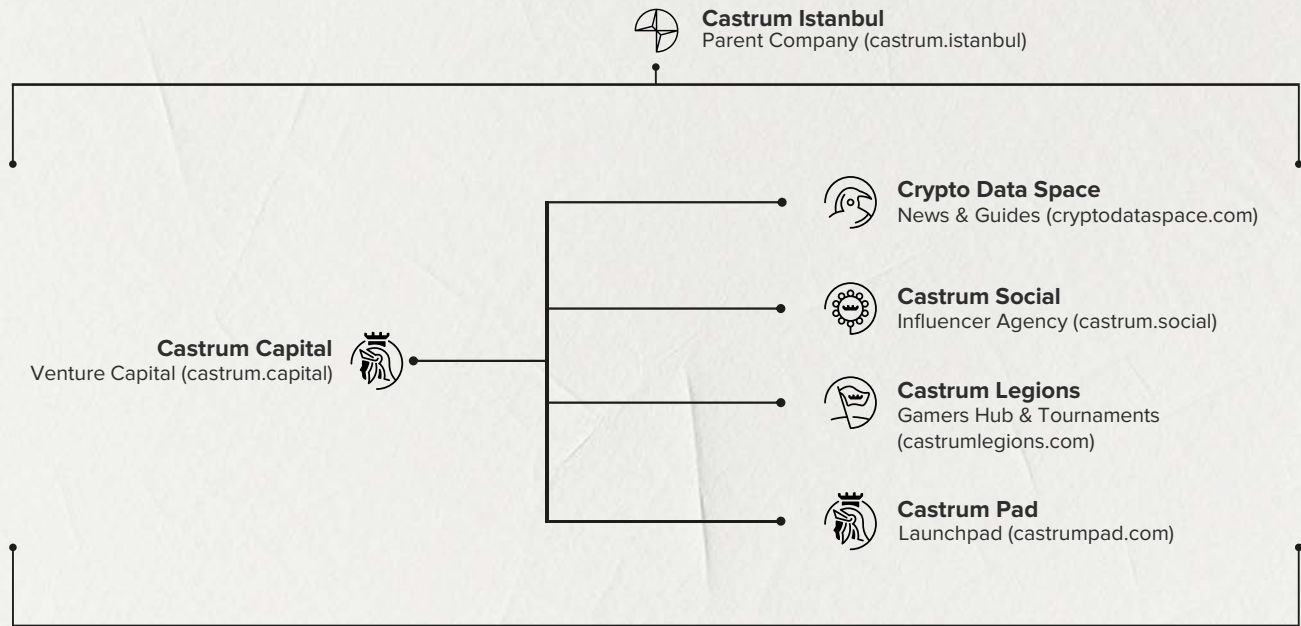 Castrum Istanbul
Parent Company (castrum.istanbul)
Castrum Capital
Venture Capital (castrum.capital)
Crypto Data Space
News & Guides (cryptodataspace.com)
Castrum Social
Influencer Agency (castrum.social)
Castrum Legions
Gamers Hub & Tournaments
(castrumlegions.com)
Castrum Pad
Launchpad (castrumpad.com)